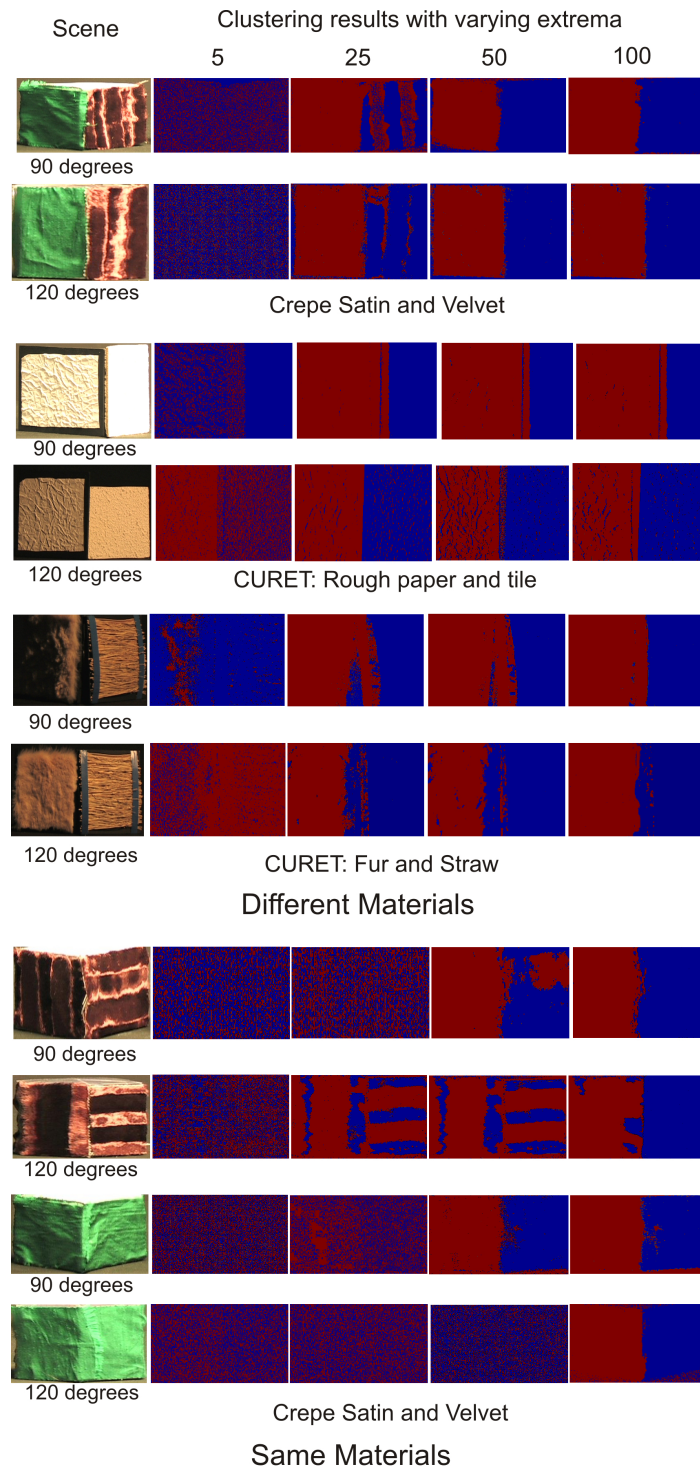 Scene
Clustering results with varying extrema
5 25 50 100
90 degrees
120 degrees
Crepe Satin and Velvet
90 degrees
120 degrees
CURET: Rough paper and tile
90 degrees
120 degrees
CURET: Fur and Straw
Different Materials
90 degrees
120 degrees
90 degrees
120 degrees
Crepe Satin and Velvet
Same Materials